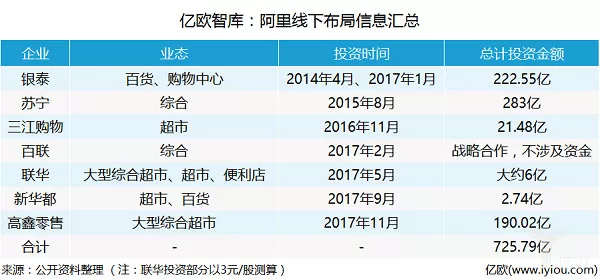 亿欧智库：阿里线下布局信息汇总
企业 业态 投资时间 总计投资金额
银泰 百货、购物中心 2014年4月、2017年1月 222.55亿
苏宁 综合 2015年8月 283亿
三江购物 超市 2016年11月 21.48亿
百联 综合 2017年2月 战略合作，不涉及资金
联华 大型综合超市、超市、便利店 2017年5月 大约6亿
新华都 超市、百货 2017年9月 2.74亿
高鑫零售 大型综合超市 2017年11月 190.02亿
合计 - - 725.79亿
来源：公开资料整理 （注：联华投资部分以3元/股测算） 亿欧(www.iyiou.com)